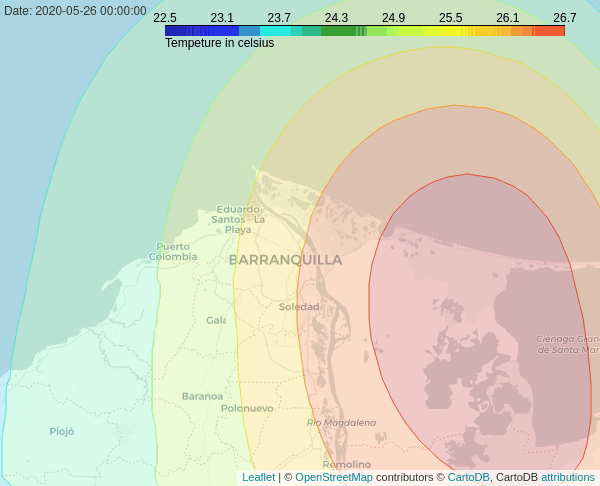 Date: 2020-05-26 00:00:00
22.5 23.1 23.7 24.3 24.9 25.5 26.1 26.7
Tempeture in celsius
Eduardo
Santos - La
Playa
Puerto
Colombia
BARRANQUILLA
Soledad
Gala
Ciénaga Gran
de Santa Mar
Baranoa
Polonuevo
Rio Magdalena
Piojó
Remolino
Leaflet | © OpenStreetMap contributors © CartoDB, CartoDB attributions